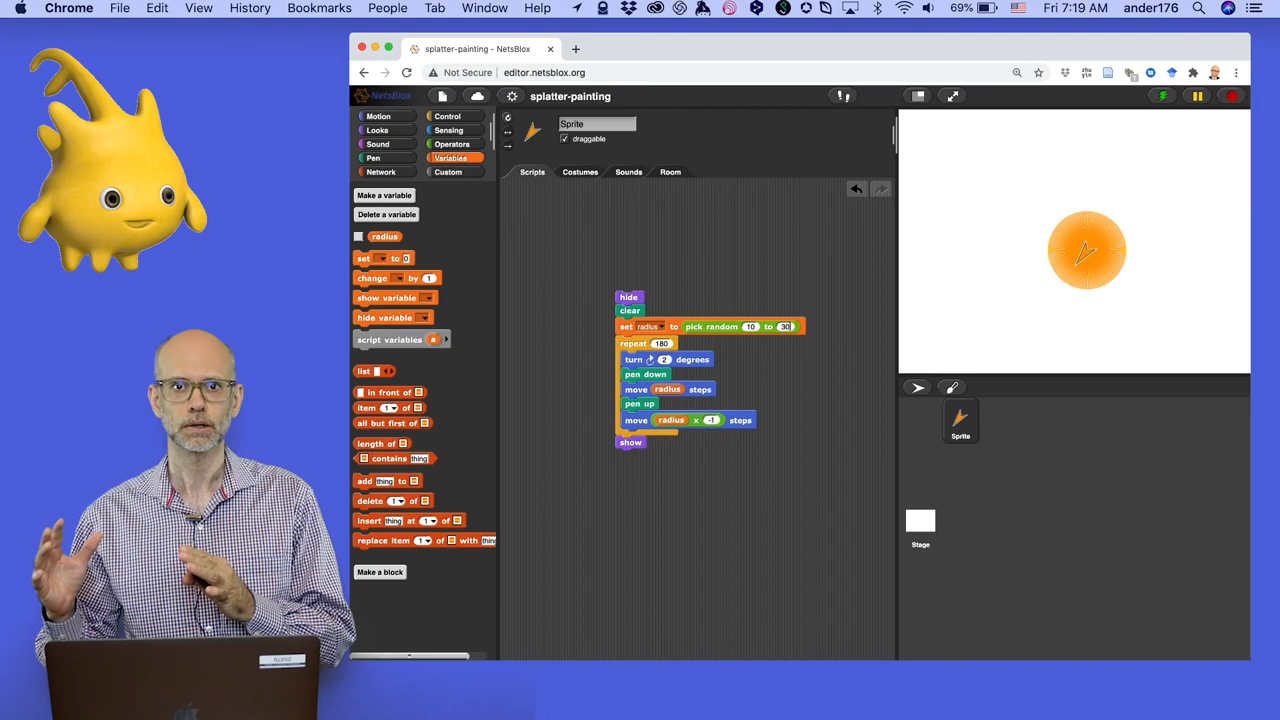 Chrome File Edit View History Bookmarks People Tab Window Help 69% Fri 7:19 AM ander176
splatter-painting - NetsBlox
Not Secure editor.netsblox.org
NetsBlox splatter-painting
Motion Control
Looks Sensing
Sound Operators
Pen Variables
Network Custom
Make a variable
Delete a variable
radius
set to 0
change by 1
show variable
hide variable
script variables a
list
in front of
item 1 of
all but first of
length of
contains thing
add thing to
delete 1 of
insert thing at 1 of
replace item 1 of with thing
Make a block
Sprite
draggable
Scripts Costumes Sounds Room
hide
clear
set radius to pick random 10 to 30
repeat 180
turn 2 degrees
pen down
move radius steps
pen up
move radius × -1 steps
show
Sprite
Stage